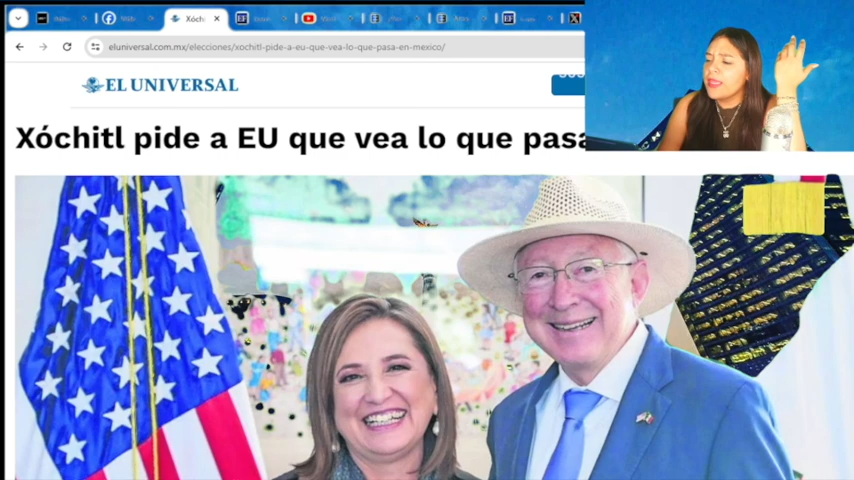 Xóchi
eluniversal.com.mx/elecciones/xochitl-pide-a-eu-que-vea-lo-que-pasa-en-mexico/
EL UNIVERSAL
Xóchitl pide a EU que vea lo que pasa